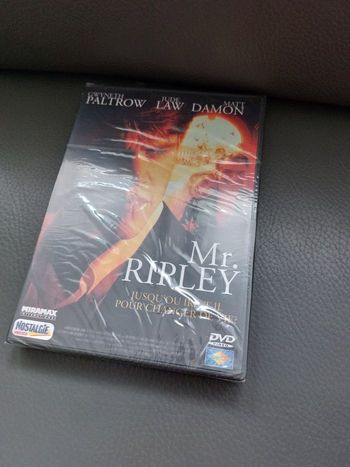 GWYNETH JUDE MATT
PALTROW LAW DAMON
Mr.
RIPLEY
JUSQU'OU IRA-T-IL
POUR CHANGER DE VIE?
MIRAMAX
NOSTALGIE
DVD
VIDEO